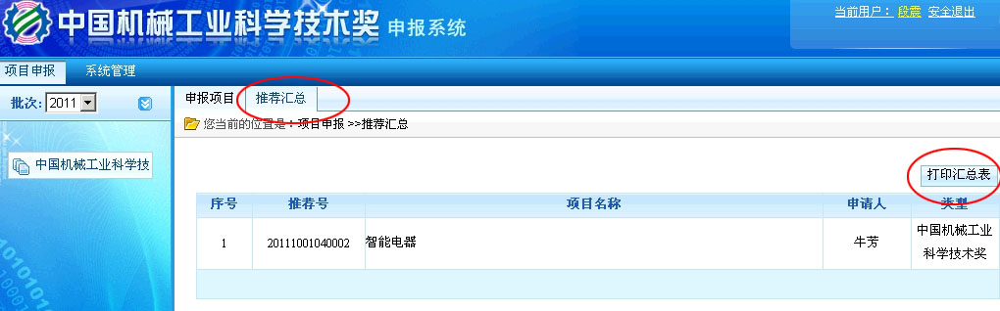 中国机械工业科学技术奖 申报系统
当前用户： 段震 安全退出
项目申报 系统管理
批次: 2011
申报项目 推荐汇总
您当前的位置是：项目申报 >>推荐汇总
中国机械工业科学技
打印汇总表
序号 推荐号 项目名称 申请人 类型
1 20111001040002 智能电器 牛芳 中国机械工业
科学技术奖